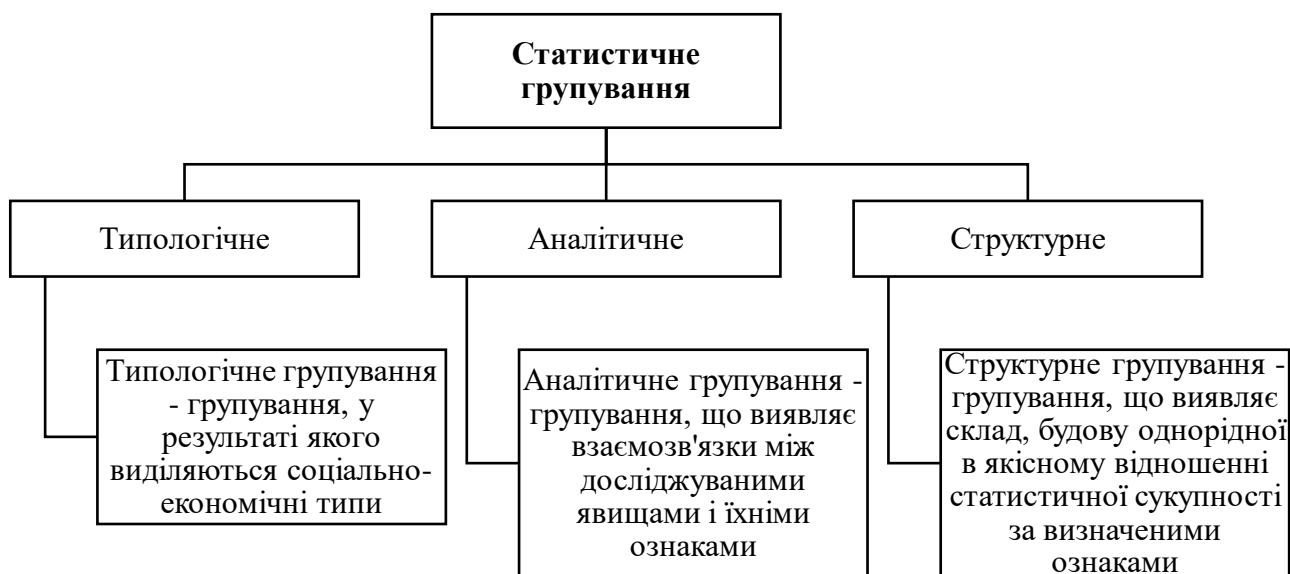 Статистичне
групування
Типологічне
Аналітичне
Структурне
Типологічне групування
- групування, у
результаті якого
виділяються соціально-
економічні типи
Аналітичне групування -
групування, що виявляє
взаємозв'язки між
досліджуваними
явищами і їхніми
ознаками
Структурне групування -
групування, що виявляє
склад, будову однорідної
в якісному відношенні
статистичної сукупності
за визначеними
ознаками